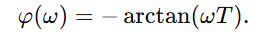 φ(ω) = − arctan(ωT).